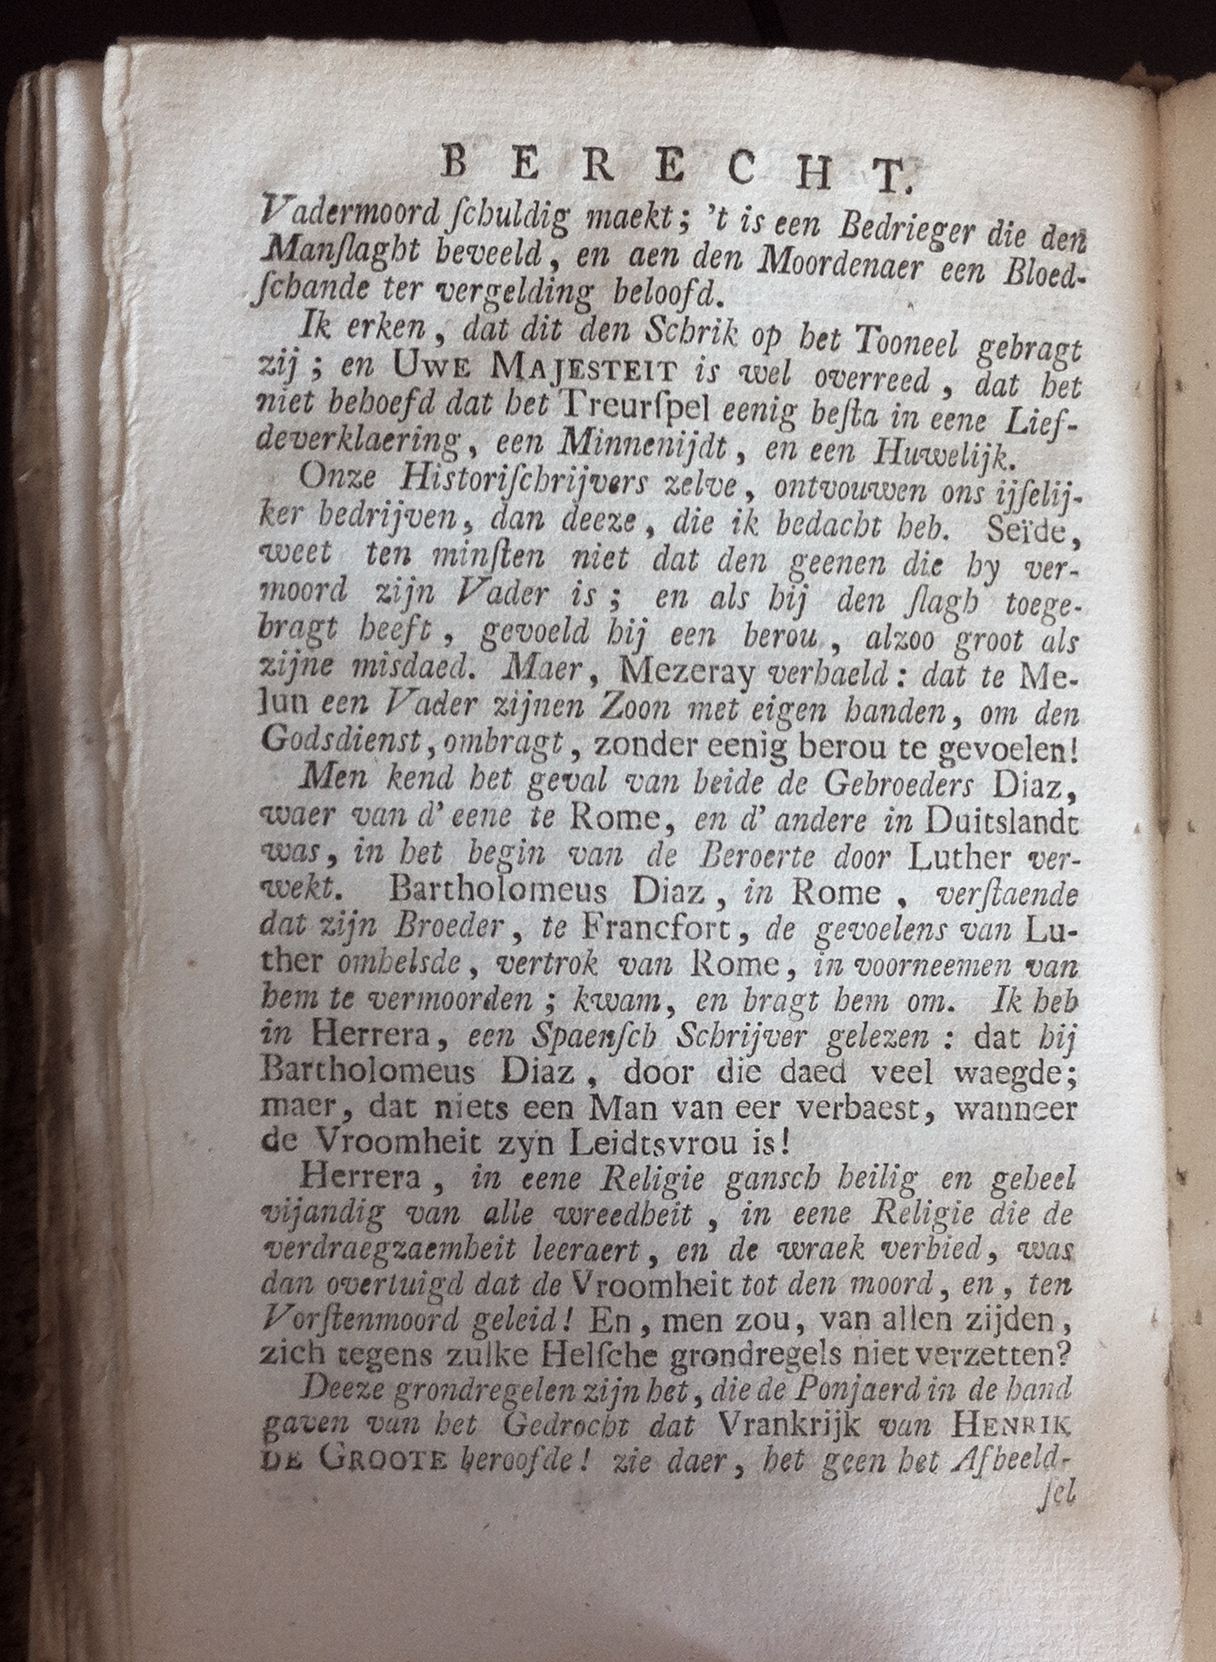 BERECHT.
Vadermoord ſchuldig maekt; 't is een Bedrieger die den
Manſlaght beveeld, en aen den Moordenaer een Bloed-
ſchande ter vergelding beloofd.
Ik erken, dat dit den Schrik op het Tooneel gebragt
zij; en UWE MAJESTEIT is wel overreed, dat het
niet behoefd dat het Treurſpel eenig beſta in eene Lief-
deverklaering, een Minnenijdt, en een Huwelijk.
Onze Hiſtoriſchrijvers zelve, ontvouwen ons ijſelij-
ker bedrijven, dan deeze, die ik bedacht heb. Seïde,
weet ten minſten niet dat den geenen die hy ver-
moord zijn Vader is; en als hij den ſlagh toege-
bragt heeft, gevoeld hij een berou, alzoo groot als
zijne misdaed. Maer, Mezeray verhaeld: dat te Me-
lun een Vader zijnen Zoon met eigen handen, om den
Godsdienst, ombragt, zonder eenig berou te gevoelen!
Men kend het geval van beide de Gebroeders Diaz,
waer van d' eene te Rome, en d' andere in Duitslandt
was, in het begin van de Beroerte door Luther ver-
wekt. Bartholomeus Diaz, in Rome, verſtaende
dat zijn Broeder, te Francfort, de gevoelens van Lu-
ther omhelsde, vertrok van Rome, in voorneemen van
hem te vermoorden; kwam, en bragt hem om. Ik heb
in Herrera, een Spaenſch Schrijver gelezen: dat hij
Bartholomeus Diaz, door die daed veel waegde;
maer, dat niets een Man van eer verbaest, wanneer
de Vroomheit zyn Leidtsvrou is!
Herrera, in eene Religie gansch heilig en geheel
vijandig van alle wreedheit, in eene Religie die de
verdraegzaemheit leeraert, en de wraek verbied, was
dan overtuigd dat de Vroomheit tot den moord, en, ten
Vorſtenmoord geleid! En, men zou, van allen zijden,
zich tegens zulke Helſche grondregels niet verzetten?
Deeze grondregelen zijn het, die de Ponjaerd in de hand
gaven van het Gedrocht dat Vrankrijk van HENRIK
DE GROOTE beroofde! zie daer, het geen het Afbeeld-
ſel